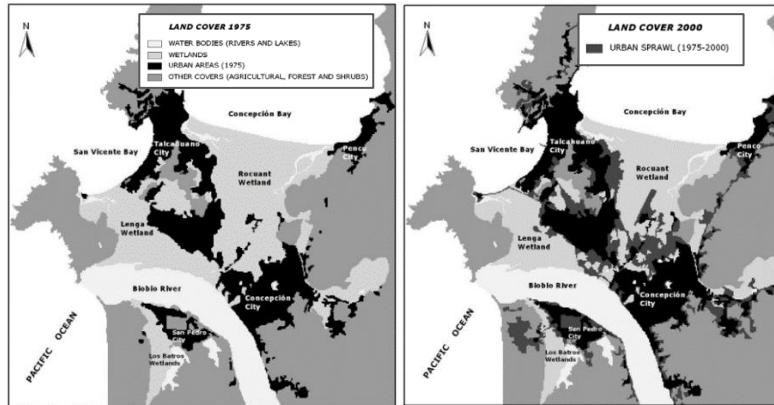 N
LAND COVER 1975
WATER BODIES (RIVERS AND LAKES)
WETLANDS
URBAN AREAS (1975)
OTHER COVERS (AGRICULTURAL, FOREST AND SHRUBS)
Concepción Bay
San Vicente Bay
Talcahuano
City
Penco
City
Rocuant
Wetland
Lenga
Wetland
Biobío River
Concepción
City
San Pedro
City
Los Batros
Wetlands
PACIFIC OCEAN
N
LAND COVER 2000
URBAN SPRAWL (1975-2000)
Concepción Bay
San Vicente Bay
Talcahuano
City
Penco
City
Rocuant
Wetland
Lenga
Wetland
Biobío River
Concepción
City
San Pedro
City
Los Batros
Wetlands
PACIFIC OCEAN